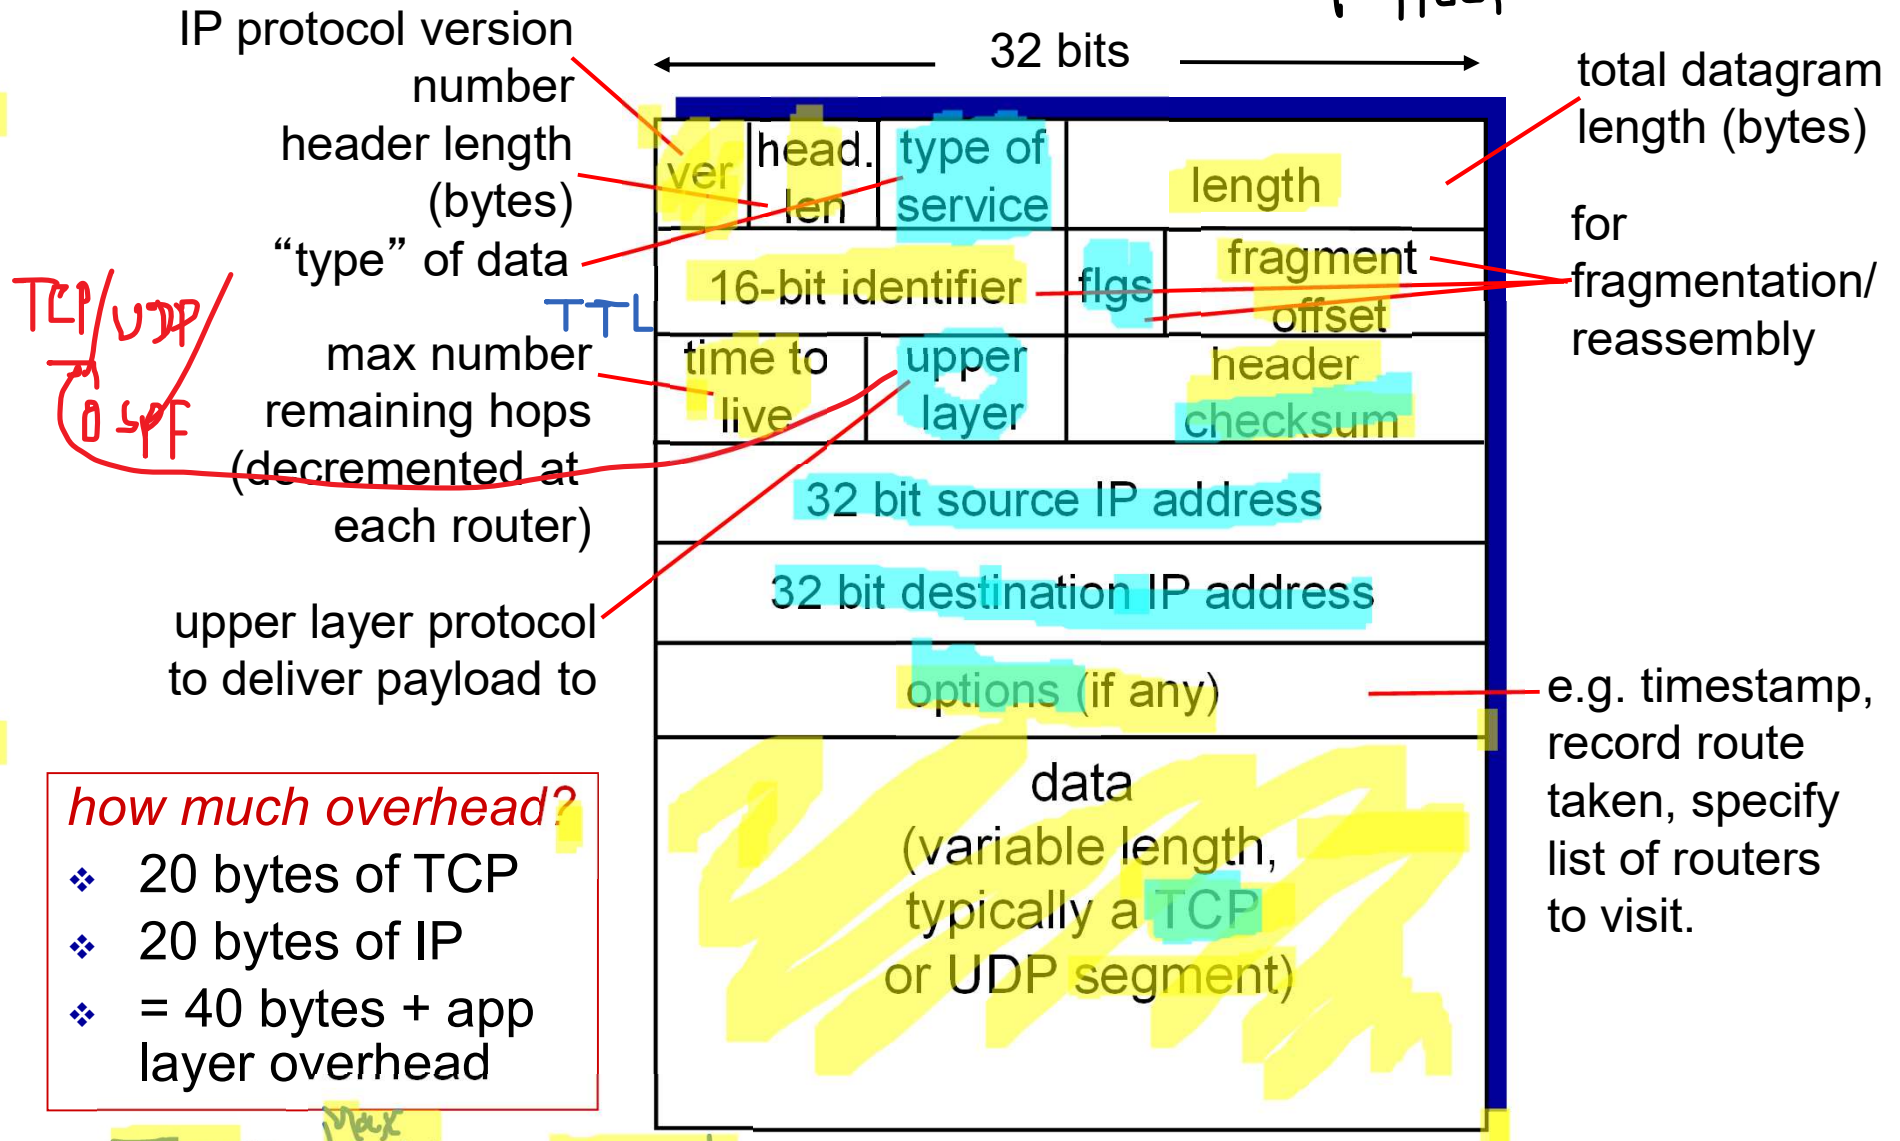 IP protocol version
number
header length
(bytes)
“type” of data
TTL
max number
remaining hops
(decremented at
each router)
upper layer protocol
to deliver payload to
TCP/UDP/
OSPF
32 bits
ver
head.
len
type of
service
length
16-bit identifier
flgs
fragment
offset
time to
live
upper
layer
header
checksum
32 bit source IP address
32 bit destination IP address
options (if any)
data
(variable length,
typically a TCP
or UDP segment)
total datagram
length (bytes)
for
fragmentation/
reassembly
e.g. timestamp,
record route
taken, specify
list of routers
to visit.
how much overhead?
❖ 20 bytes of TCP
❖ 20 bytes of IP
❖ = 40 bytes + app
layer overhead
Max